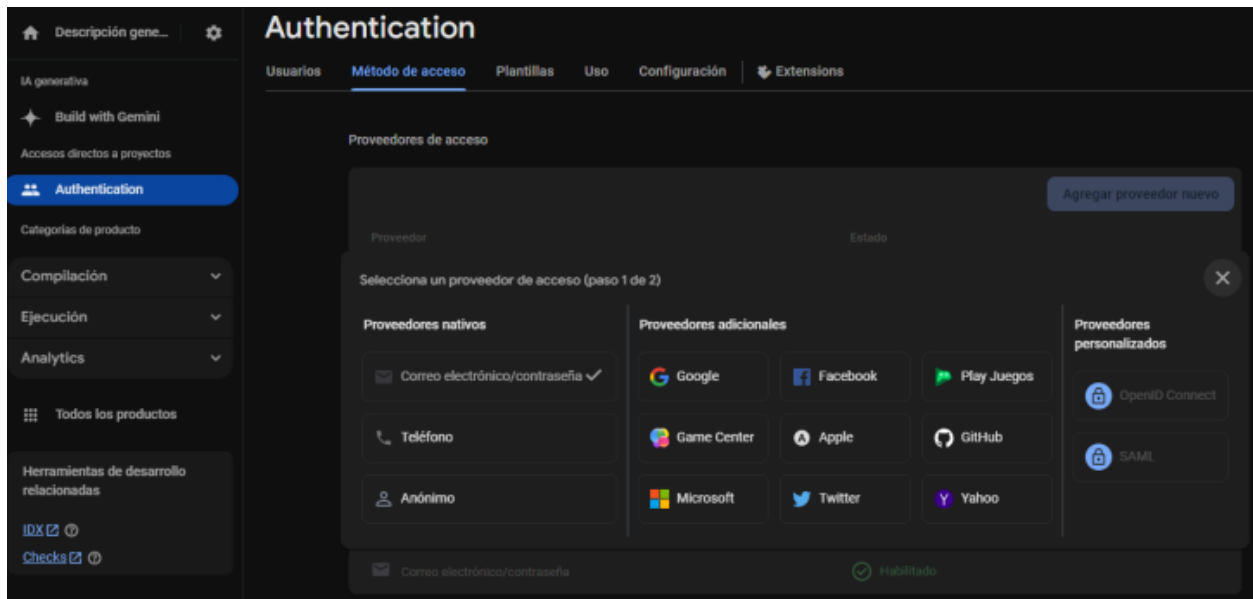 Descripción gene...
IA generativa
Build with Gemini
Accesos directos a proyectos
Authentication
Categorías de producto
Compilación
Ejecución
Analytics
Todos los productos
Herramientas de desarrollo
relacionadas
IDX
Checks
Authentication
Usuarios
Método de acceso
Plantillas
Uso
Configuración
Extensions
Proveedores de acceso
Agregar proveedor nuevo
Proveedor
Estado
Selecciona un proveedor de acceso (paso 1 de 2)
Proveedores nativos
Correo electrónico/contraseña
Teléfono
Anónimo
Proveedores adicionales
Google
Facebook
Play Juegos
Game Center
Apple
GitHub
Microsoft
Twitter
Yahoo
Proveedores
personalizados
OpenID Connect
SAML
Correo electrónico/contraseña
Habilitado